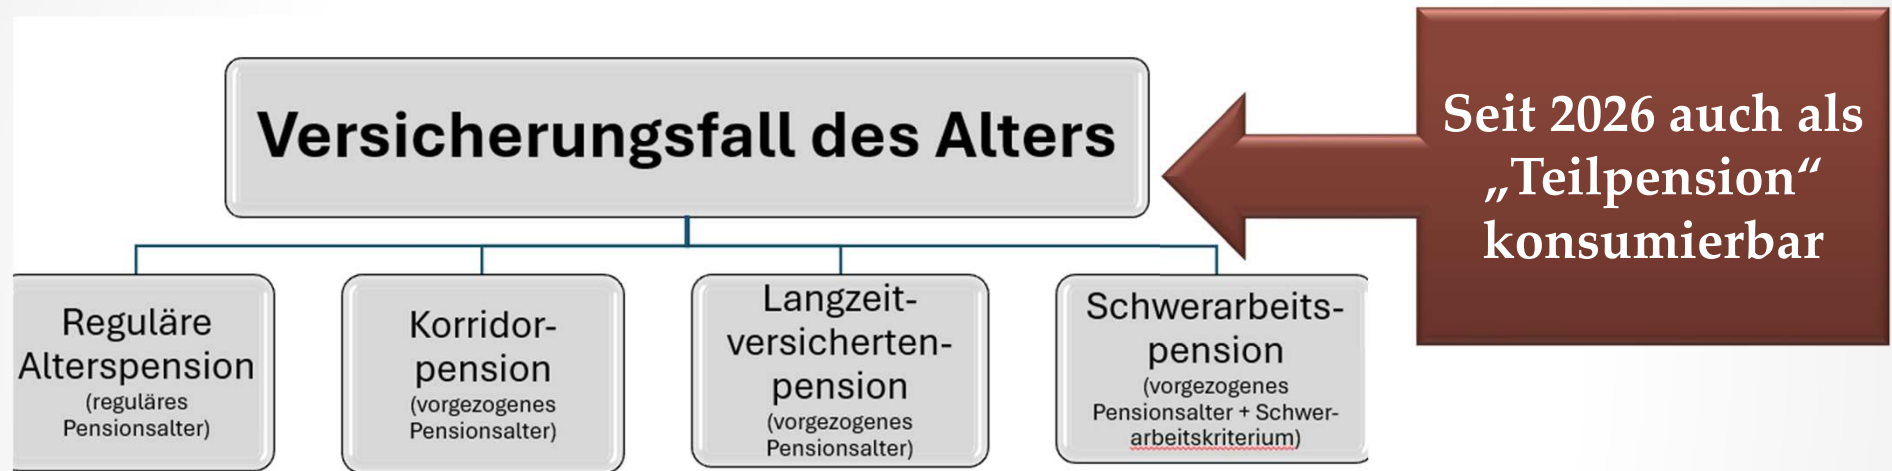 Versicherungsfall des Alters
Seit 2026 auch als
„Teilpension“
konsumierbar
Reguläre
Alterspension
(reguläres
Pensionsalter)
Korridor-
pension
(vorgezogenes
Pensionsalter)
Langzeit-
versicherten-
pension
(vorgezogenes
Pensionsalter)
Schwerarbeits-
pension
(vorgezogenes
Pensionsalter + Schwer-
arbeitskriterium)